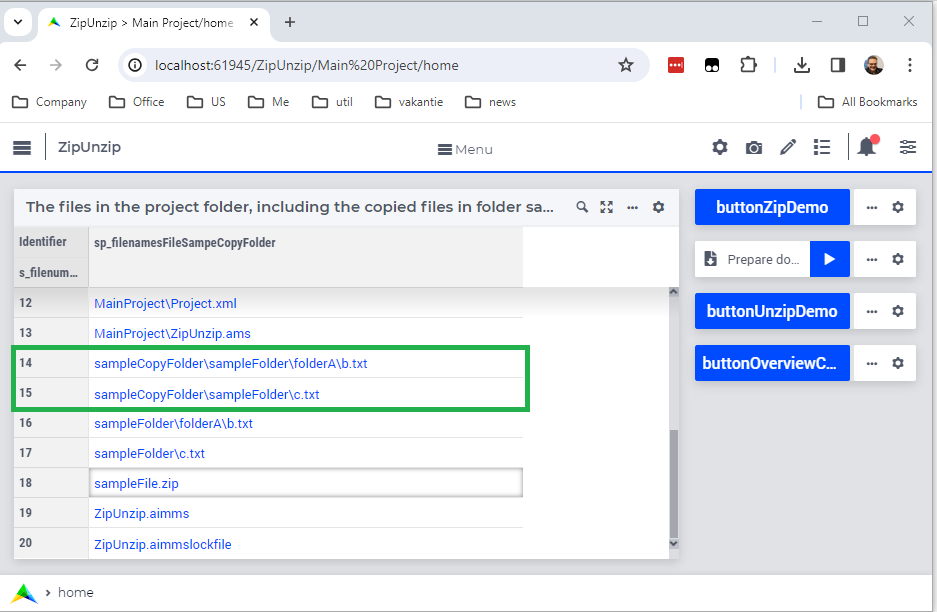 ZipUnzip > Main Project/home
localhost:61945/ZipUnzip/Main%20Project/home
Company Office US Me util vakantie news All Bookmarks
ZipUnzip Menu
The files in the project folder, including the copied files in folder sa...
Identifier sp_filenamesFileSampeCopyFolder
s_filenum...
12 MainProject\Project.xml
13 MainProject\ZipUnzip.ams
14 sampleCopyFolder\sampleFolder\folderA\b.txt
15 sampleCopyFolder\sampleFolder\c.txt
16 sampleFolder\folderA\b.txt
17 sampleFolder\c.txt
18 sampleFile.zip
19 ZipUnzip.aimms
20 ZipUnzip.aimmslockfile
buttonZipDemo
Prepare do...
buttonUnzipDemo
buttonOverviewC...
home